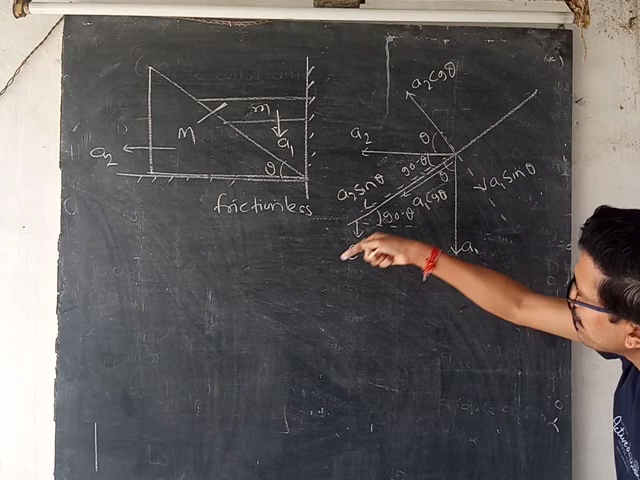 m
a₁
M
a₂
θ
frictionless
a₂cosθ
θ
a₂
90-θ
θ
a₂sinθ
a₁cosθ
a₁sinθ
90-θ
a₁